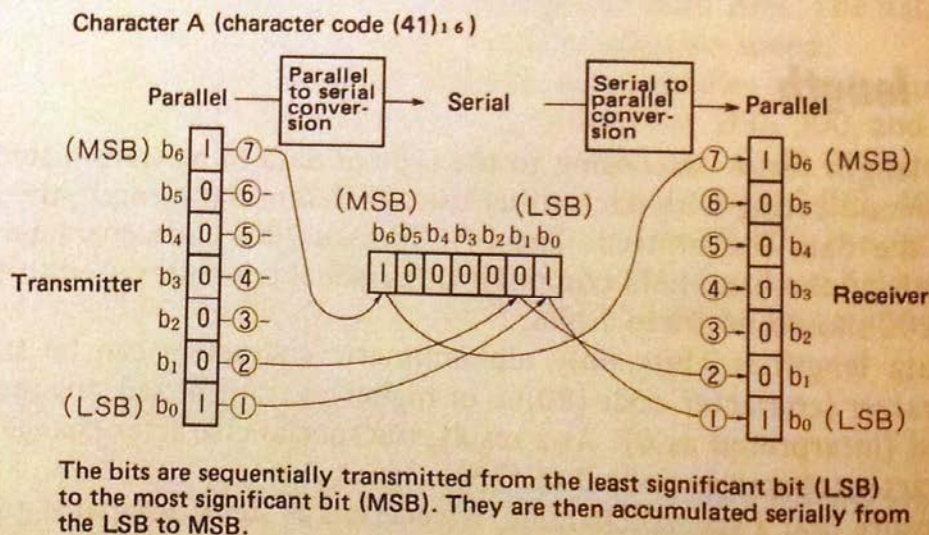 Character A (character code (41)₁₆)
Parallel
Parallel
to serial
conver-
sion
Serial
Serial to
parallel
conver-
sion
Parallel
(MSB) b₆ 1 ⑦
b₅ 0 ⑥
b₄ 0 ⑤
Transmitter b₃ 0 ④
b₂ 0 ③
b₁ 0 ②
(LSB) b₀ 1 ①
(MSB) (LSB)
b₆ b₅ b₄ b₃ b₂ b₁ b₀
1 0 0 0 0 0 1
⑦ 1 b₆ (MSB)
⑥ 0 b₅
⑤ 0 b₄
④ 0 b₃ Receiver
③ 0 b₂
② 0 b₁
① 1 b₀ (LSB)
The bits are sequentially transmitted from the least significant bit (LSB)
to the most significant bit (MSB). They are then accumulated serially from
the LSB to MSB.